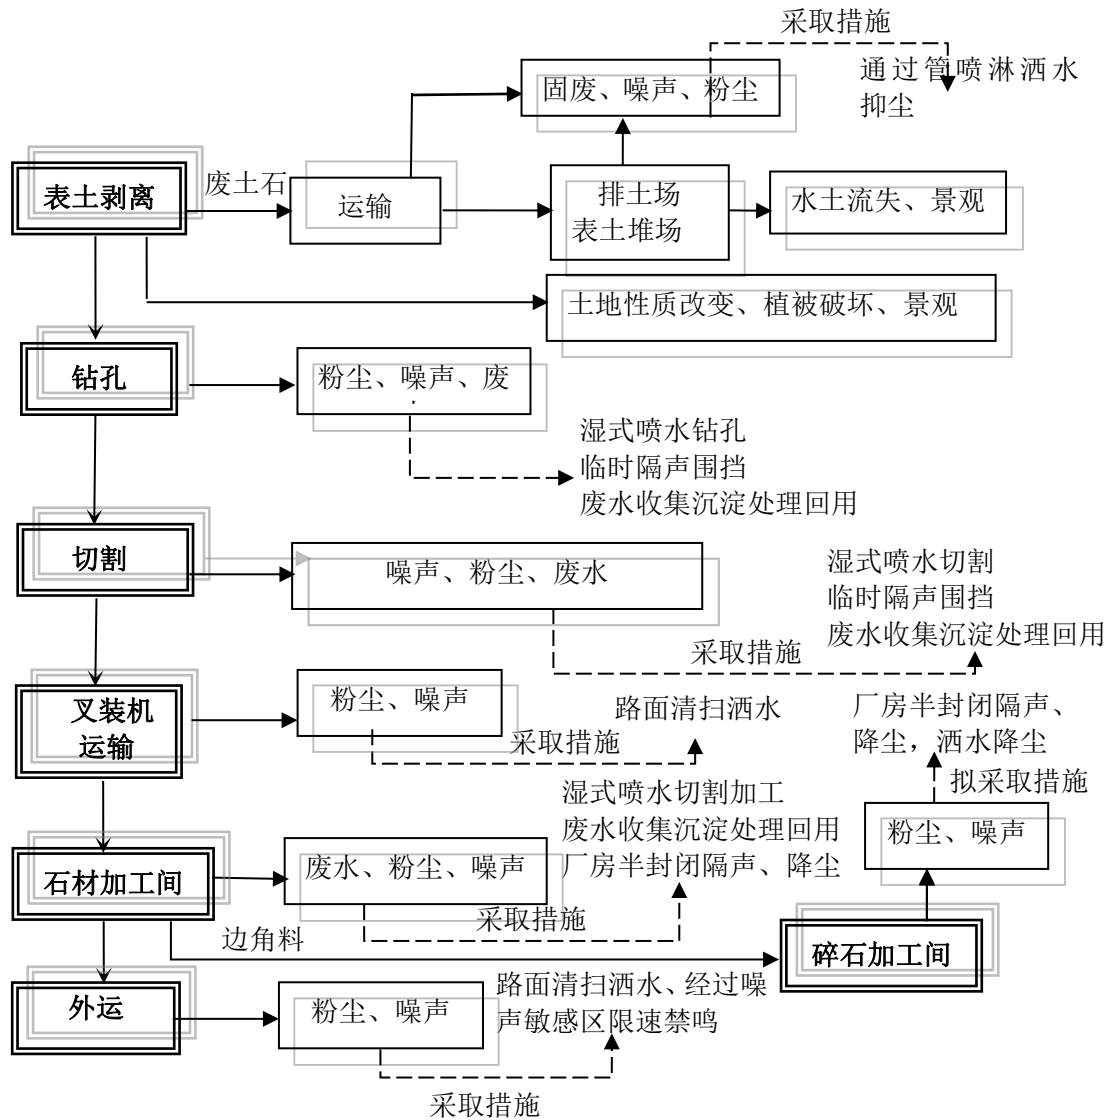 采取措施
通过管喷淋洒水
抑尘
固废、噪声、粉尘
表土剥离
废土石
运输
排土场
表土堆场
水土流失、景观
土地性质改变、植被破坏、景观
钻孔
粉尘、噪声、废
湿式喷水钻孔
临时隔声围挡
废水收集沉淀处理回用
切割
噪声、粉尘、废水
湿式喷水切割
临时隔声围挡
废水收集沉淀处理回用
采取措施
叉装机
运输
粉尘、噪声
路面清扫洒水
采取措施
厂房半封闭隔声、
降尘，洒水降尘
拟采取措施
粉尘、噪声
湿式喷水切割加工
废水收集沉淀处理回用
厂房半封闭隔声、降尘
石材加工间
废水、粉尘、噪声
采取措施
边角料
碎石加工间
外运
粉尘、噪声
路面清扫洒水、经过噪
声敏感区限速禁鸣
采取措施